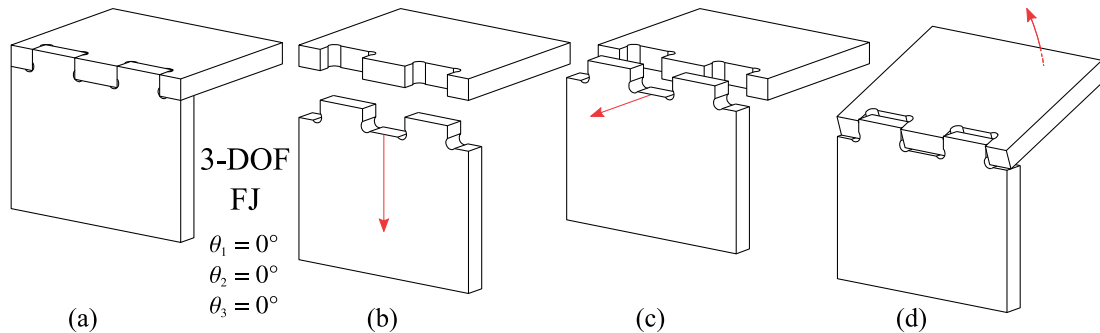 3-DOF
FJ
θ₁ = 0°
θ₂ = 0°
θ₃ = 0°
(a)
(b)
(c)
(d)